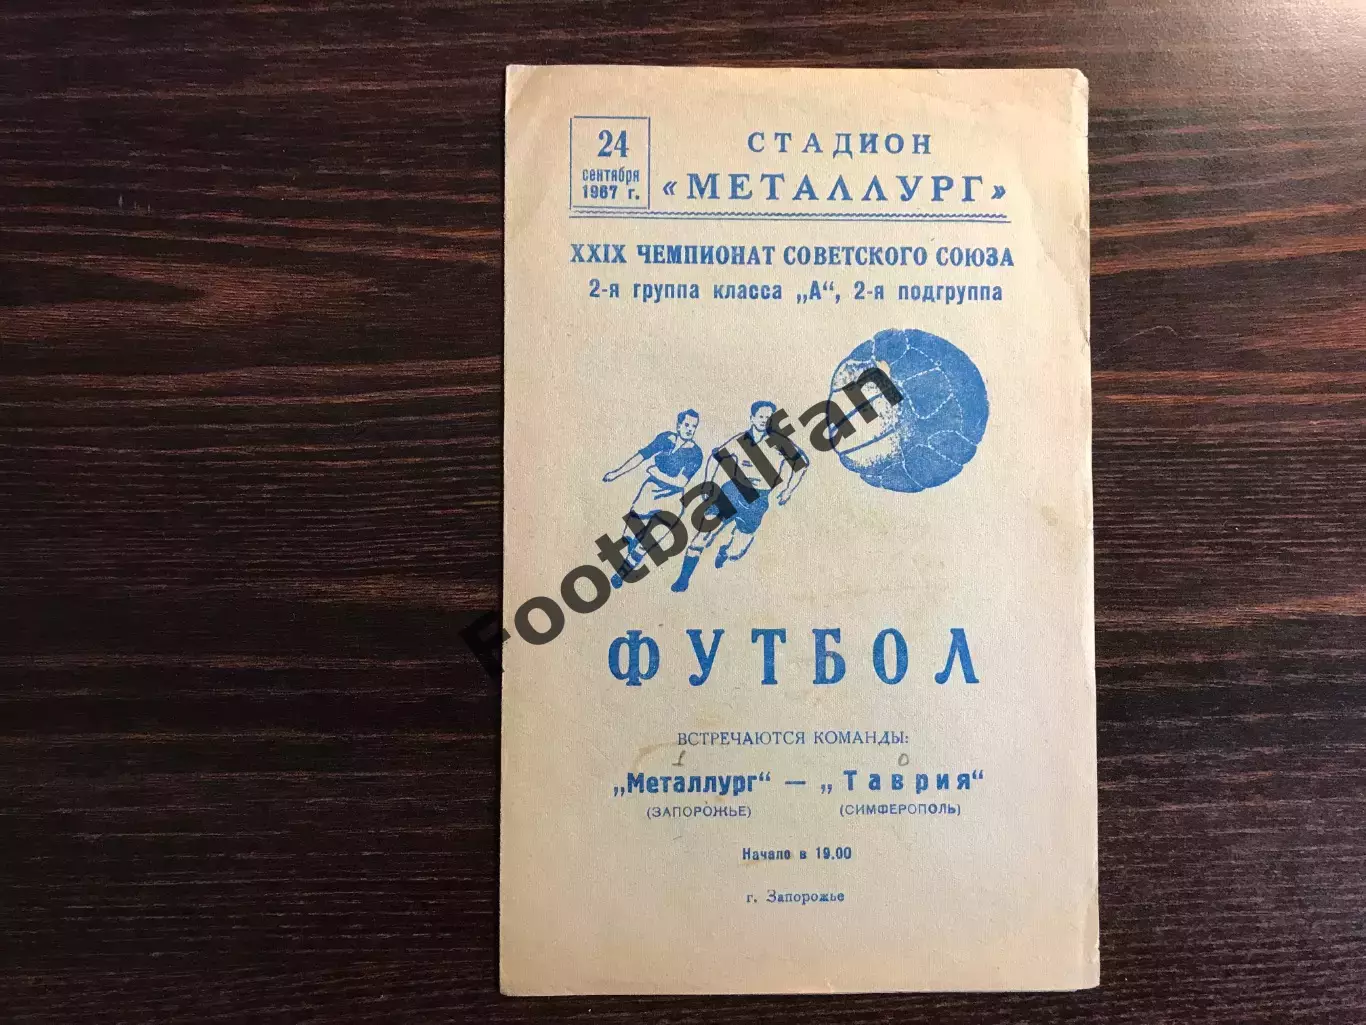 24
сентября
1967 г.
СТАДИОН
«МЕТАЛЛУРГ»
XXIX ЧЕМПИОНАТ СОВЕТСКОГО СОЮЗА
2-я группа класса „А“, 2-я подгруппа
Footballfan
ФУТБОЛ
ВСТРЕЧАЮТСЯ КОМАНДЫ:
1 0
„Металлург“ — „Таврия“
(ЗАПОРОЖЬЕ) (СИМФЕРОПОЛЬ)
Начало в 19.00
г. Запорожье